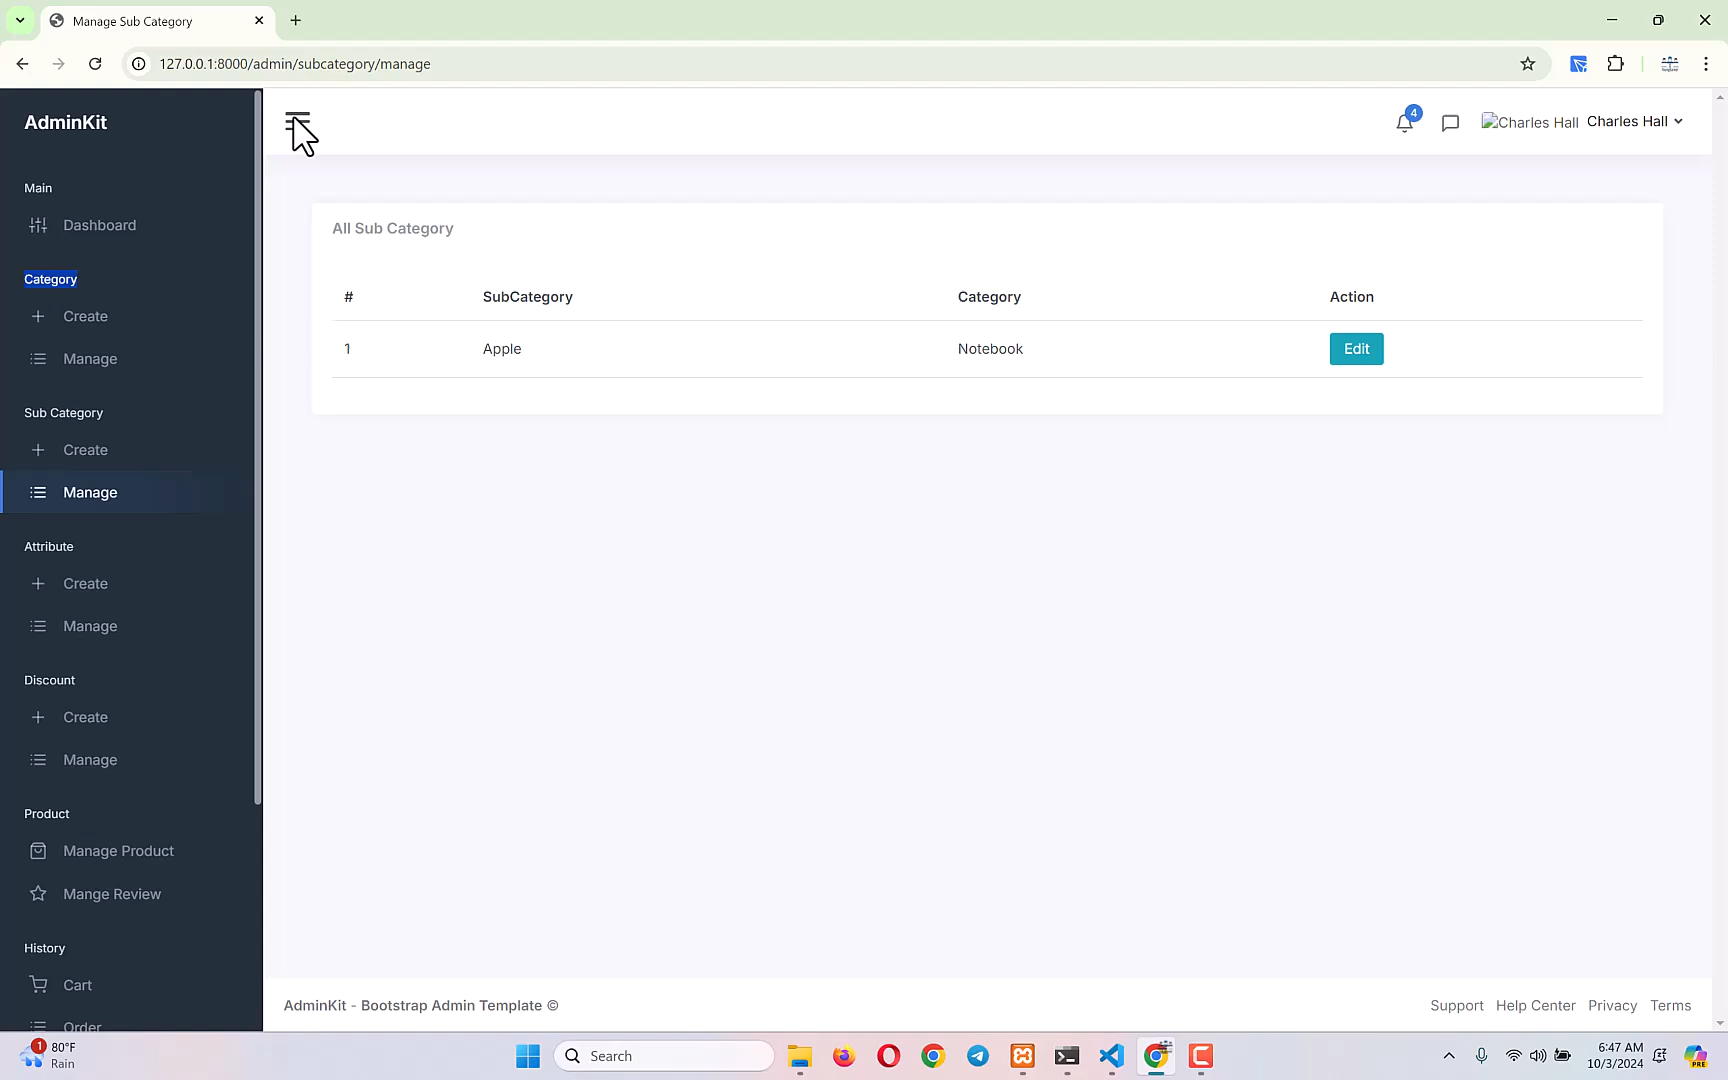 Manage Sub Category
127.0.0.1:8000/admin/subcategory/manage
AdminKit
4
Charles Hall Charles Hall
Main
Dashboard
Category
Create
Manage
Sub Category
Create
Manage
Attribute
Create
Manage
Discount
Create
Manage
Product
Manage Product
Mange Review
History
Cart
Order
All Sub Category
# SubCategory Category Action
1 Apple Notebook Edit
AdminKit - Bootstrap Admin Template ©
Support Help Center Privacy Terms
1
80°F
Rain
Search
6:47 AM
10/3/2024
PRE